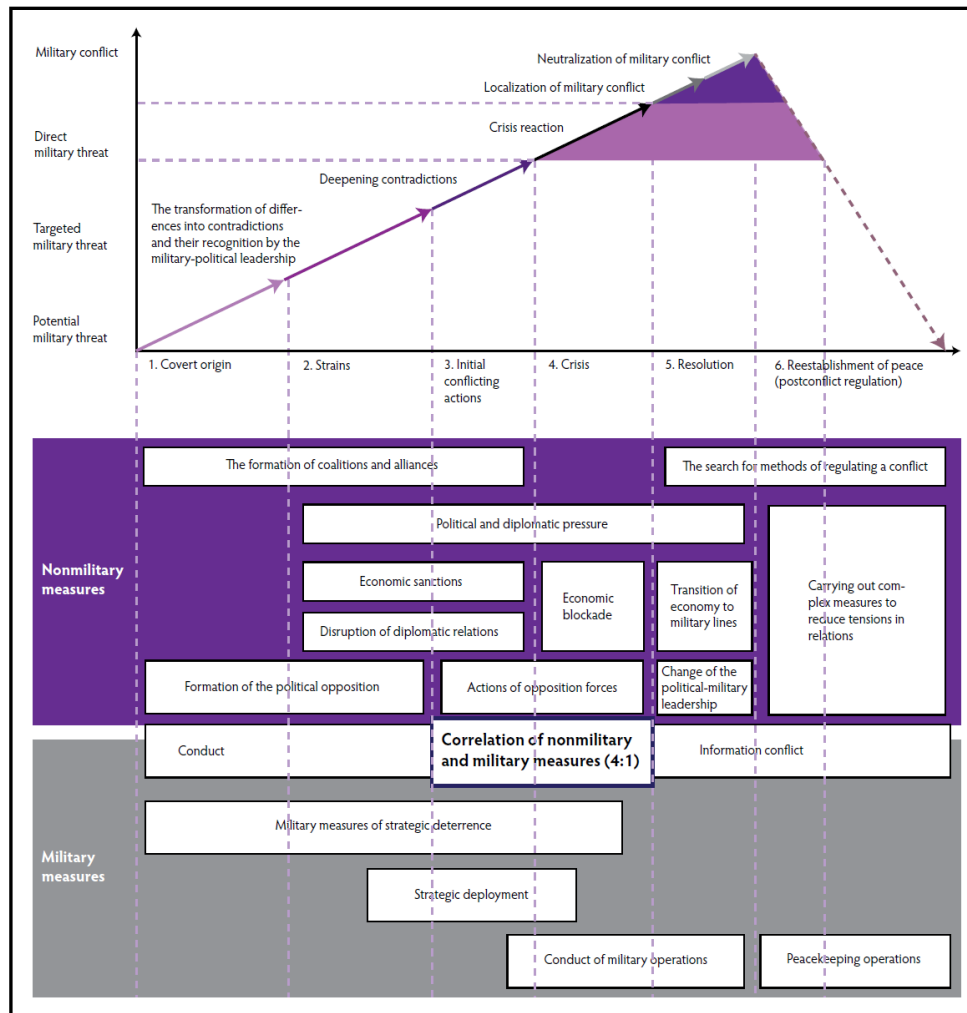 Military conflict
Neutralization of military conflict
Localization of military conflict
Crisis reaction
Direct
military threat
Deepening contradictions
The transformation of differ-
ences into contradictions
and their recognition by the
military-political leadership
Targeted
military threat
Potential
military threat
1. Covert origin
2. Strains
3. Initial
conflicting
actions
4. Crisis
5. Resolution
6. Reestablishment of peace
(postconflict regulation)
Nonmilitary
measures
The formation of coalitions and alliances
The search for methods of regulating a conflict
Political and diplomatic pressure
Economic sanctions
Disruption of diplomatic relations
Economic
blockade
Transition of
economy to
military lines
Carrying out com-
plex measures to
reduce tensions in
relations
Formation of the political opposition
Actions of opposition forces
Change of the
political-military
leadership
Conduct
Correlation of nonmilitary
and military measures (4:1)
Information conflict
Military
measures
Military measures of strategic deterrence
Strategic deployment
Conduct of military operations
Peacekeeping operations